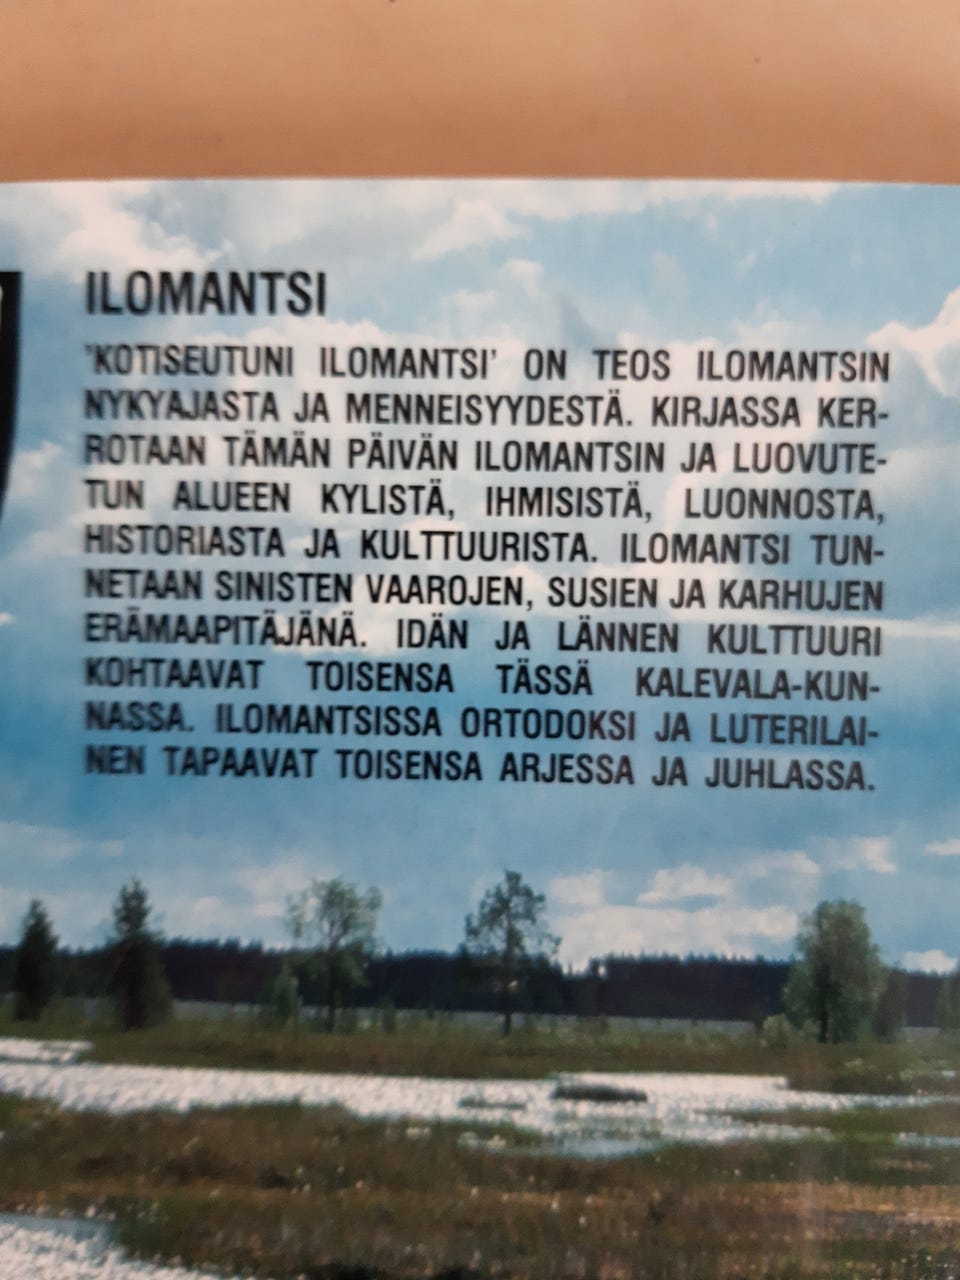 ILOMANTSI
'KOTISEUTUNI ILOMANTSI' ON TEOS ILOMANTSIN
NYKYAJASTA JA MENNEISYYDESTÄ. KIRJASSA KER-
ROTAAN TÄMÄN PÄIVÄN ILOMANTSIN JA LUOVUTE-
TUN ALUEEN KYLISTÄ, IHMISISTÄ, LUONNOSTA,
HISTORIASTA JA KULTTUURISTA. ILOMANTSI TUN-
NETAAN SINISTEN VAAROJEN, SUSIEN JA KARHUJEN
ERÄMAAPITÄJÄNÄ. IDÄN JA LÄNNEN KULTTUURI
KOHTAAVAT TOISENSA TÄSSÄ KALEVALA-KUN-
NASSA. ILOMANTSISSA ORTODOKSI JA LUTERILAI-
NEN TAPAAVAT TOISENSA ARJESSA JA JUHLASSA.